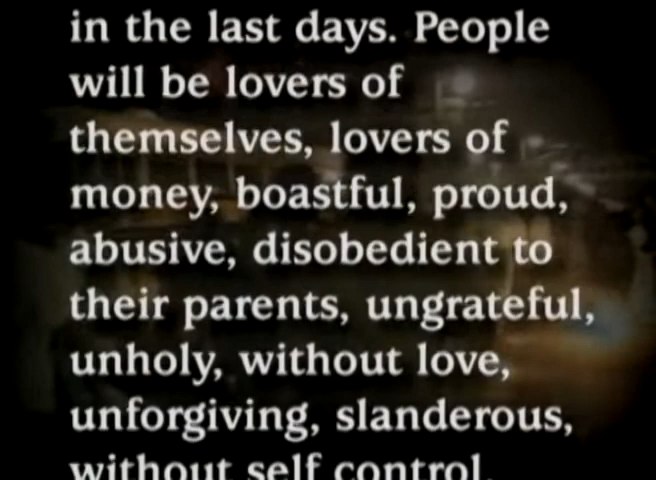 in the last days. People
will be lovers of
themselves, lovers of
money, boastful, proud,
abusive, disobedient to
their parents, ungrateful,
unholy, without love,
unforgiving, slanderous,
without self control,